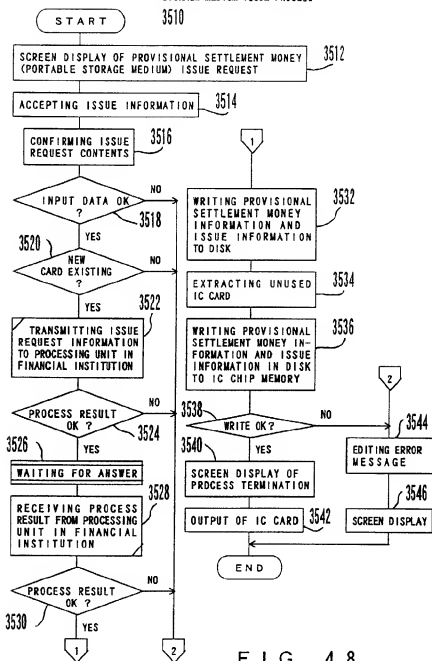 3510
START
SCREEN DISPLAY OF PROVISIONAL SETTLEMENT MONEY
(PORTABLE STORAGE MEDIUM) ISSUE REQUEST
3512
ACCEPTING ISSUE INFORMATION
3514
CONFIRMING ISSUE
REQUEST CONTENTS
3516
INPUT DATA OK
?
NO
3518
YES
3520
NEW
CARD EXISTING
?
NO
YES
3522
TRANSMITTING ISSUE
REQUEST INFORMATION
TO PROCESSING UNIT IN
FINANCIAL INSTITUTION
PROCESS RESULT
OK ?
NO
3524
YES
3526
WAITING FOR ANSWER
3528
RECEIVING PROCESS
RESULT FROM PROCESSING
UNIT IN FINANCIAL
INSTITUTION
PROCESS RESULT
OK ?
NO
3530
YES
1
2
1
WRITING PROVISIONAL
SETTLEMENT MONEY
INFORMATION AND
ISSUE INFORMATION
TO DISK
3532
EXTRACTING UNUSED
IC CARD
3534
WRITING PROVISIONAL
SETTLEMENT MONEY IN-
FORMATION AND ISSUE
INFORMATION IN DISK
TO IC CHIP MEMORY
3536
3538
WRITE OK?
NO
YES
3540
SCREEN DISPLAY OF
PROCESS TERMINATION
OUTPUT OF IC CARD
3542
END
2
3544
EDITING ERROR
MESSAGE
3546
SCREEN DISPLAY
FIG. 48